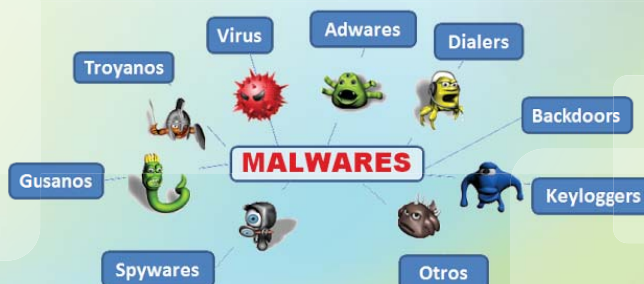 Virus
Adwares
Dialers
Troyanos
Backdoors
MALWARES
Gusanos
Keyloggers
Spywares
Otros